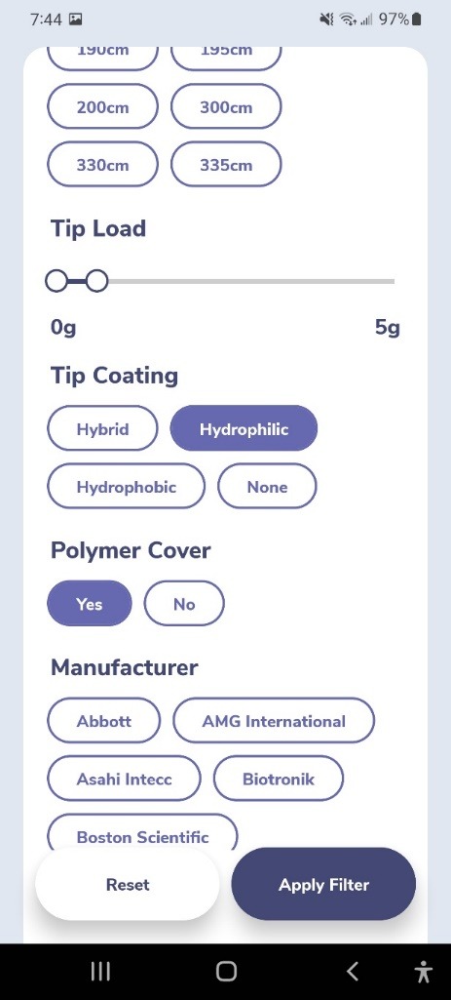 7:44 97%
190cm 195cm
200cm 300cm
330cm 335cm
Tip Load
0g 5g
Tip Coating
Hybrid Hydrophilic
Hydrophobic None
Polymer Cover
Yes No
Manufacturer
Abbott AMG International
Asahi Intecc Biotronik
Boston Scientific
Reset Apply Filter